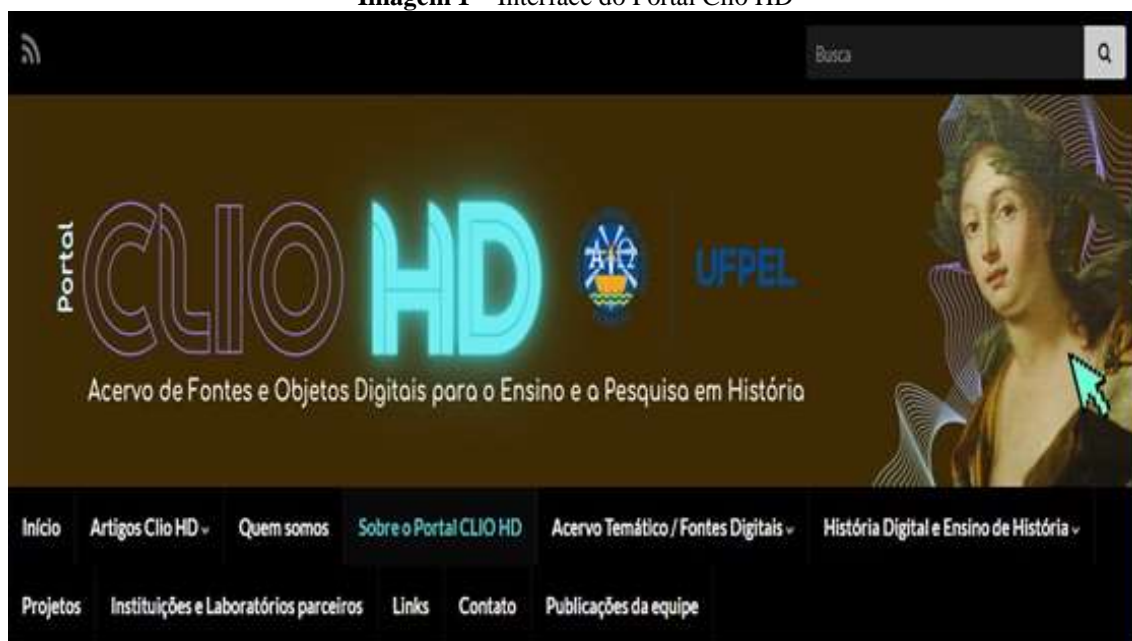 Imagem 1 – Interface do Portal Clio HD
Busca
Portal
CLIO HD
UFPEL
Acervo de Fontes e Objetos Digitais para o Ensino e a Pesquisa em História
Início Artigos Clio HD Quem somos Sobre o Portal CLIO HD Acervo Temático / Fontes Digitais História Digital e Ensino de História
Projetos Instituições e Laboratórios parceiros Links Contato Publicações da equipe